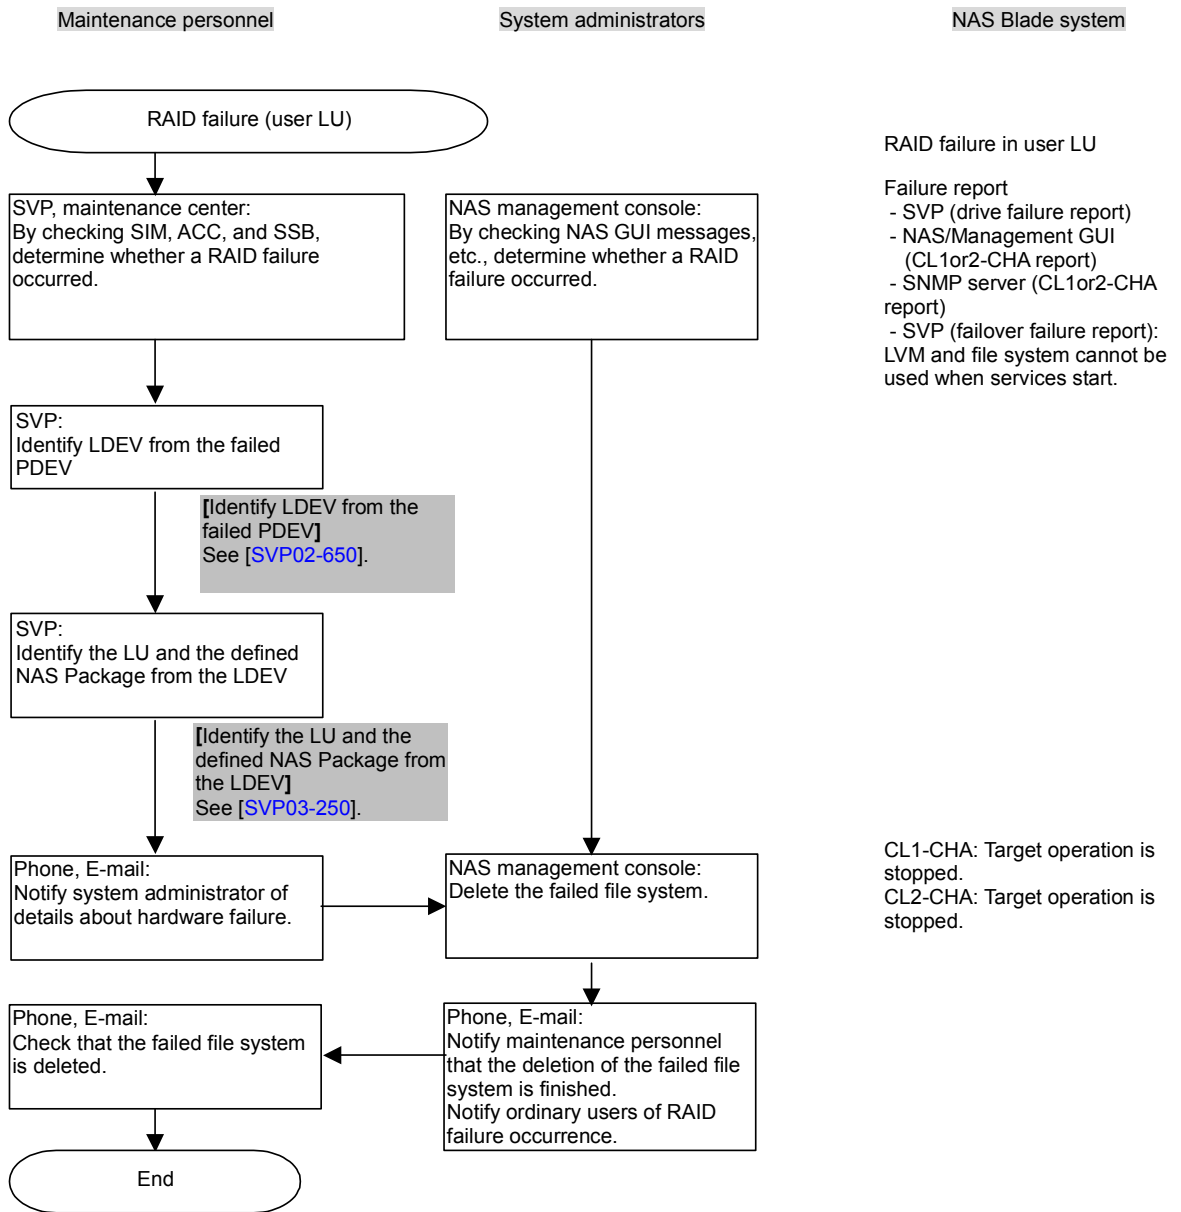 Maintenance personnel
System administrators
NAS Blade system
RAID failure (user LU)
RAID failure in user LU
Failure report
- SVP (drive failure report)
- NAS/Management GUI
(CL1or2-CHA report)
- SNMP server (CL1or2-CHA
report)
- SVP (failover failure report):
LVM and file system cannot be
used when services start.
SVP, maintenance center:
By checking SIM, ACC, and SSB,
determine whether a RAID failure
occurred.
NAS management console:
By checking NAS GUI messages,
etc., determine whether a RAID
failure occurred.
SVP:
Identify LDEV from the failed
PDEV
[Identify LDEV from the
failed PDEV]
See [SVP02-650].
SVP:
Identify the LU and the defined
NAS Package from the LDEV
[Identify the LU and the
defined NAS Package from
the LDEV]
See [SVP03-250].
Phone, E-mail:
Notify system administrator of
details about hardware failure.
NAS management console:
Delete the failed file system.
CL1-CHA: Target operation is
stopped.
CL2-CHA: Target operation is
stopped.
Phone, E-mail:
Check that the failed file system
is deleted.
Phone, E-mail:
Notify maintenance personnel
that the deletion of the failed file
system is finished.
Notify ordinary users of RAID
failure occurrence.
End